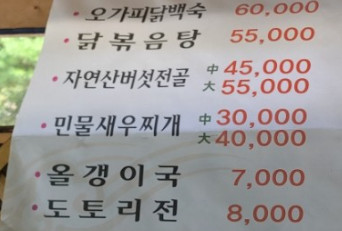 • 오가피닭백숙 60,000
• 닭볶음탕 55,000
• 자연산버섯전골 中 45,000
大 55,000
• 민물새우찌개 中 30,000
大 40,000
• 올갱이국 7,000
• 도토리전 8,000